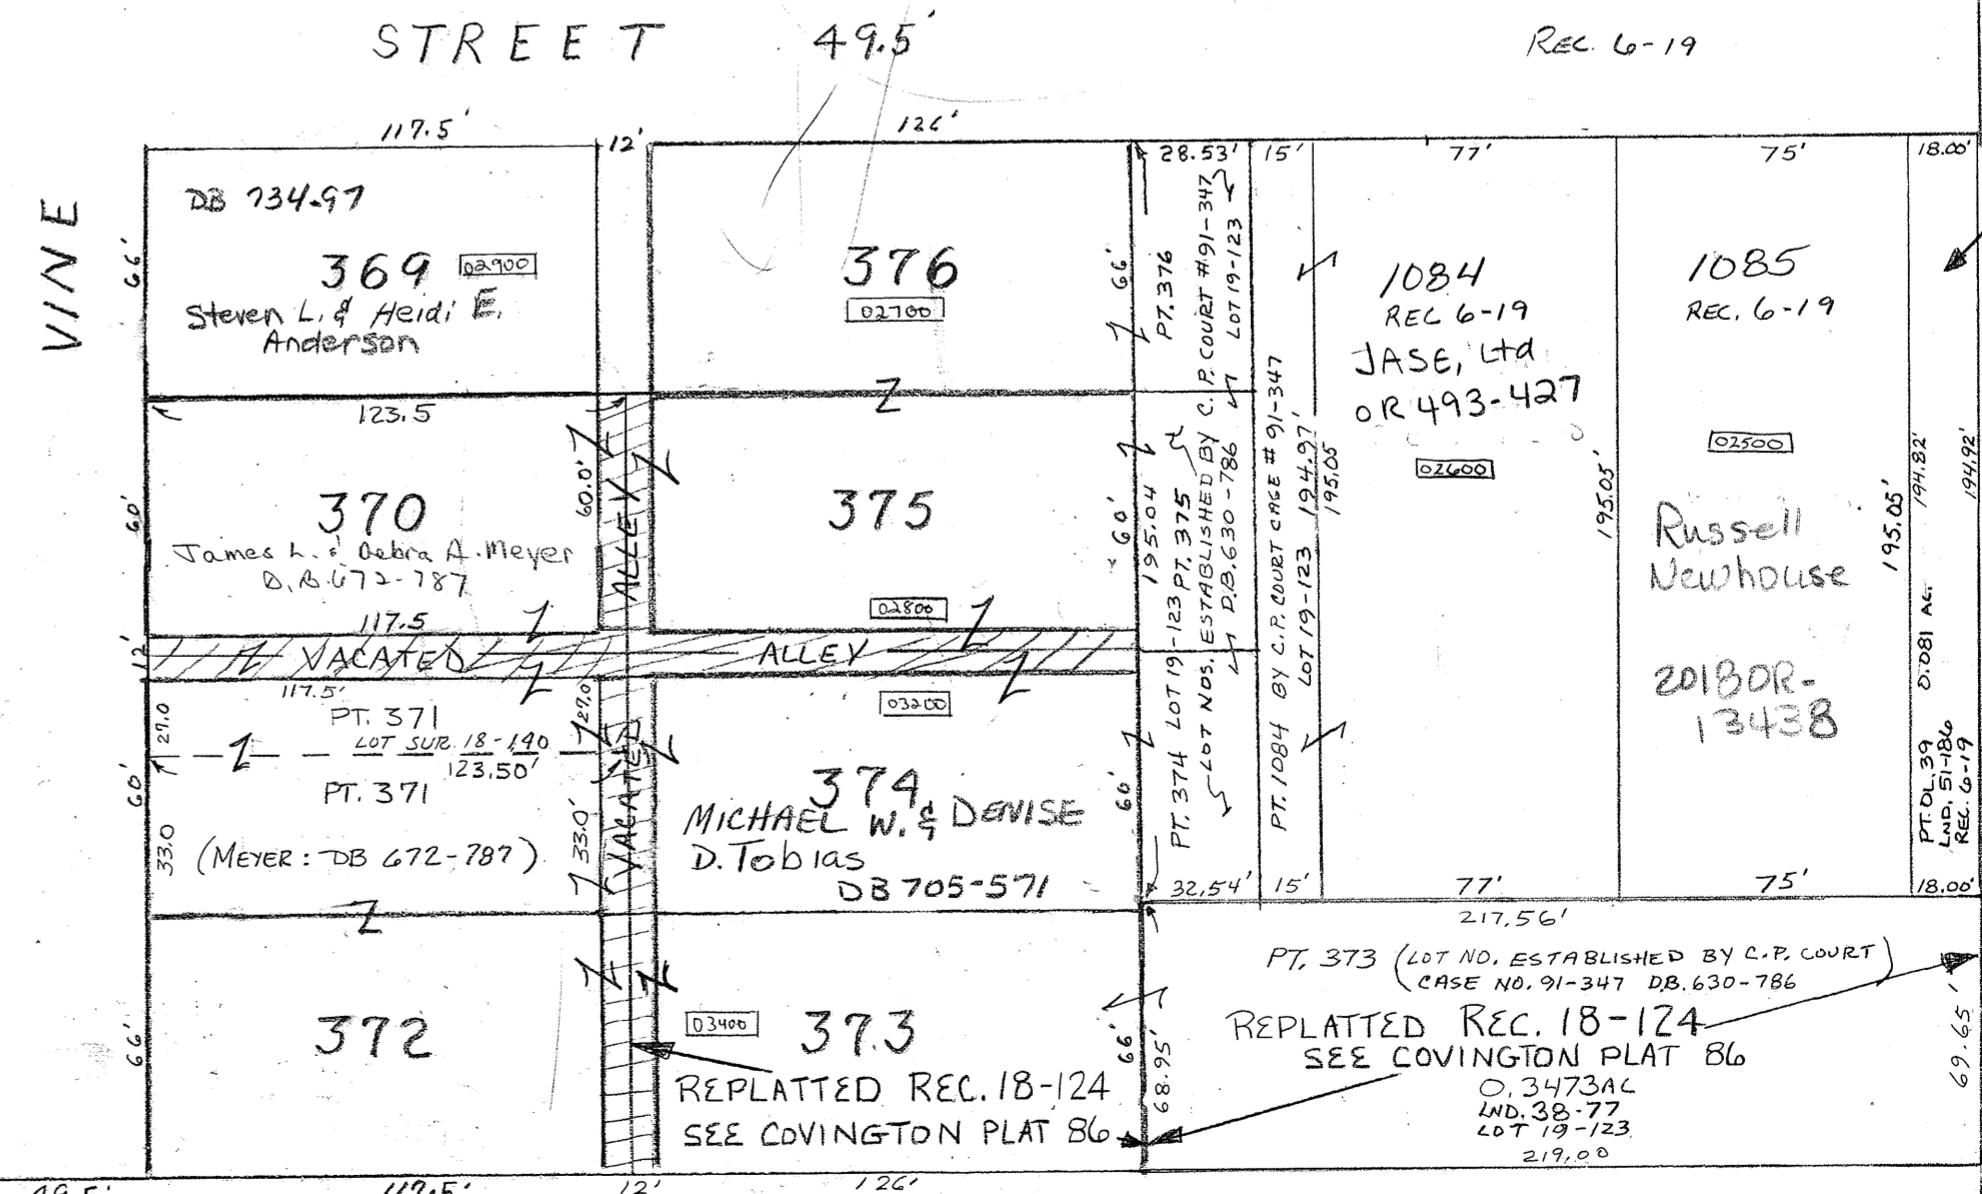 STREET 49.5'
REC. 6-19
VINE
117.5'
12'
126'
28.53'
15'
77'
75'
18.00'
DB 734-97
66'
369
02900
Steven L. & Heidi E.
Anderson
376
02700
66'
PT. 376
LOT NOS. ESTABLISHED BY C.P. COURT #91-347
LOT 19-123
D.B. 630-786
1084
REC 6-19
JASE, Ltd
OR 493-427
02600
1085
REC. 6-19
02500
Russell
Newhouse
2018OR-
13438
123.5
60'
60.0'
370
James L. & Debra A. Meyer
D.B. 672-787
117.5
ALLEY
375
02800
60'
195.04
PT. 375
PT. 374 LOT 19-123
PT. 1084 BY C.P. COURT CASE #91-347
LOT 19-123 194.97'
195.05
195.05'
195.05'
194.82'
194.92'
0.081 AC.
PT. OL. 39
LND. 51-186
REC. 6-19
12'
VACATED ALLEY
117.5'
27.0
27.0'
PT. 371
LOT SUR. 18-140
123.50'
PT. 371
60'
33.0
33.0'
(MEYER: DB 672-787)
VACATED
03200
374
MICHAEL W. & DENISE
D. Tobias
DB 705-571
60'
32.54'
15'
77'
75'
18.00'
217.56'
PT. 373 (LOT NO. ESTABLISHED BY C.P. COURT
CASE NO. 91-347 DB. 630-786)
REPLATTED REC. 18-124
SEE COVINGTON PLAT 86
0.3473AC
LND. 38-77
LOT 19-123
219.00
69.65'
66'
372
03400
373
REPLATTED REC. 18-124
SEE COVINGTON PLAT 86
66'
68.95'
49.5'
117.5'
12'
126'